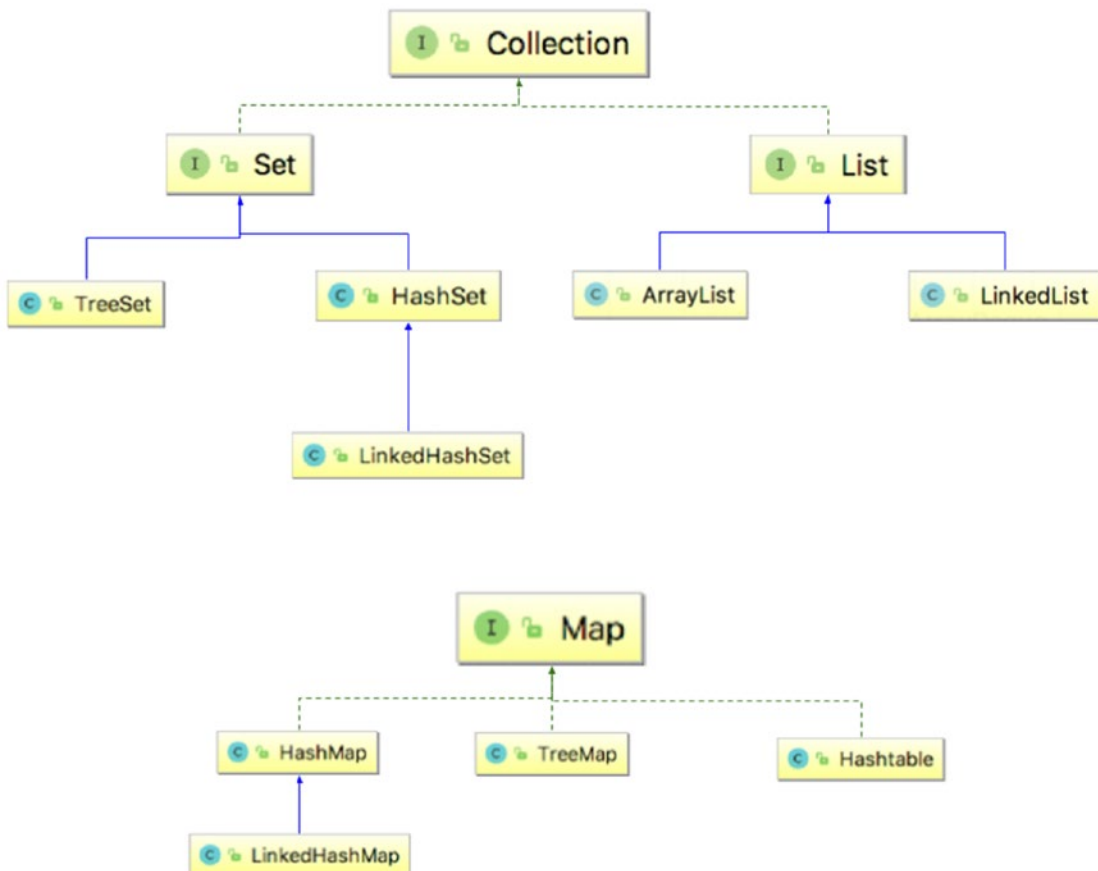 I Collection
I Set
I List
C TreeSet
C HashSet
C ArrayList
C LinkedList
C LinkedHashSet
I Map
C HashMap
C TreeMap
C Hashtable
C LinkedHashMap